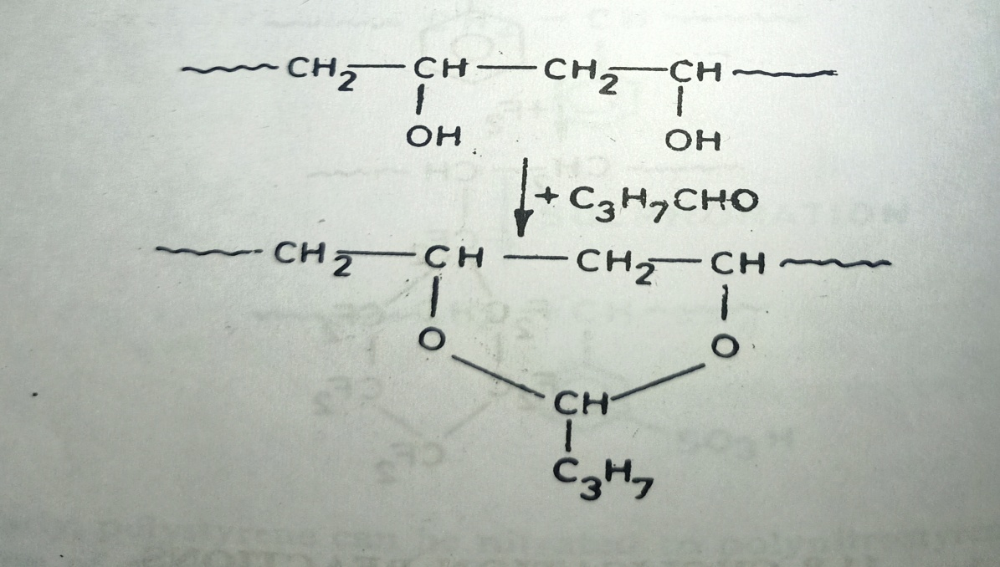 CH2 CH CH2 CH
OH OH
+ C3H7CHO
CH2 CH CH2 CH
O O
CH
C3H7